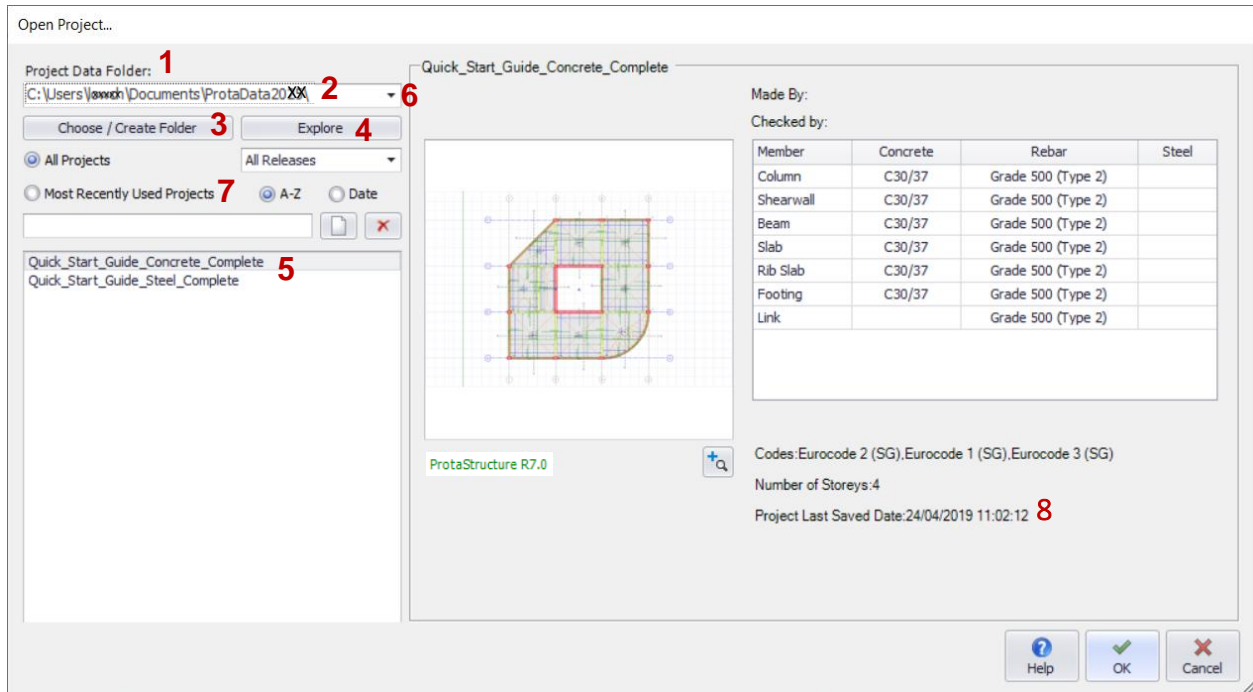 Open Project...
Project Data Folder: 1
C:\Users\ \Documents\ProtaData20XX\ 2 6
Choose / Create Folder 3 Explore 4
All Projects All Releases
Most Recently Used Projects 7 A-Z Date
Quick_Start_Guide_Concrete_Complete 5
Quick_Start_Guide_Steel_Complete
Quick_Start_Guide_Concrete_Complete
ProtaStructure R7.0
Made By:
Checked by:
Member Concrete Rebar Steel
Column C30/37 Grade 500 (Type 2)
Shearwall C30/37 Grade 500 (Type 2)
Beam C30/37 Grade 500 (Type 2)
Slab C30/37 Grade 500 (Type 2)
Rib Slab C30/37 Grade 500 (Type 2)
Footing C30/37 Grade 500 (Type 2)
Link Grade 500 (Type 2)
Codes:Eurocode 2 (SG),Eurocode 1 (SG),Eurocode 3 (SG)
Number of Storeys:4
Project Last Saved Date:24/04/2019 11:02:12 8
Help OK Cancel